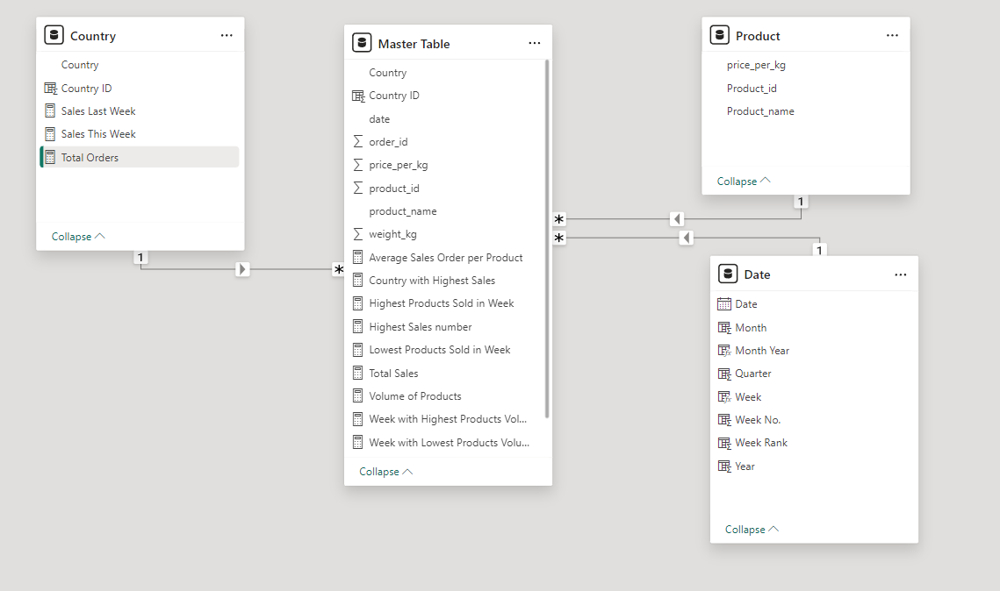 Country
Country
Country ID
Sales Last Week
Sales This Week
Total Orders
Collapse
1
*
Master Table
Country
Country ID
date
order_id
price_per_kg
product_id
product_name
weight_kg
Average Sales Order per Product
Country with Highest Sales
Highest Products Sold in Week
Highest Sales number
Lowest Products Sold in Week
Total Sales
Volume of Products
Week with Highest Products Vol...
Week with Lowest Products Volu...
Collapse
Product
price_per_kg
Product_id
Product_name
Collapse
1
*
*
1
Date
Date
Month
Month Year
Quarter
Week
Week No.
Week Rank
Year
Collapse